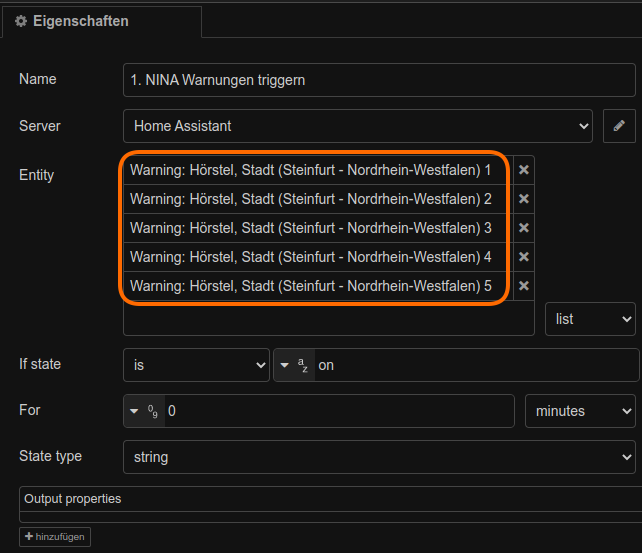 Eigenschaften
Name 1. NINA Warnungen triggern
Server Home Assistant
Entity Warning: Hörstel, Stadt (Steinfurt - Nordrhein-Westfalen) 1
Warning: Hörstel, Stadt (Steinfurt - Nordrhein-Westfalen) 2
Warning: Hörstel, Stadt (Steinfurt - Nordrhein-Westfalen) 3
Warning: Hörstel, Stadt (Steinfurt - Nordrhein-Westfalen) 4
Warning: Hörstel, Stadt (Steinfurt - Nordrhein-Westfalen) 5
list
If state is az on
For 09 0 minutes
State type string
Output properties
+ hinzufügen